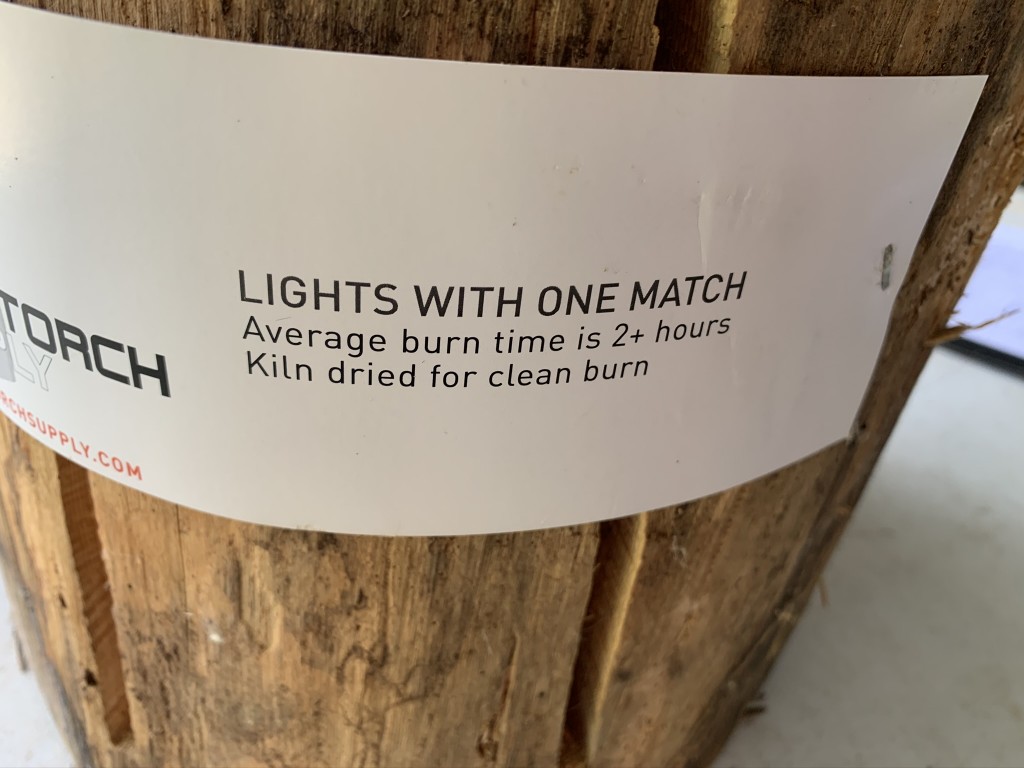 TORCH
LIGHTS WITH ONE MATCH
Average burn time is 2+ hours
Kiln dried for clean burn